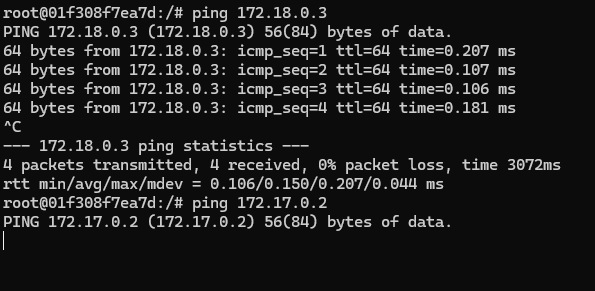 root@01f308f7ea7d:/# ping 172.18.0.3
PING 172.18.0.3 (172.18.0.3) 56(84) bytes of data.
64 bytes from 172.18.0.3: icmp_seq=1 ttl=64 time=0.207 ms
64 bytes from 172.18.0.3: icmp_seq=2 ttl=64 time=0.107 ms
64 bytes from 172.18.0.3: icmp_seq=3 ttl=64 time=0.106 ms
64 bytes from 172.18.0.3: icmp_seq=4 ttl=64 time=0.181 ms
^C
--- 172.18.0.3 ping statistics ---
4 packets transmitted, 4 received, 0% packet loss, time 3072ms
rtt min/avg/max/mdev = 0.106/0.150/0.207/0.044 ms
root@01f308f7ea7d:/# ping 172.17.0.2
PING 172.17.0.2 (172.17.0.2) 56(84) bytes of data.